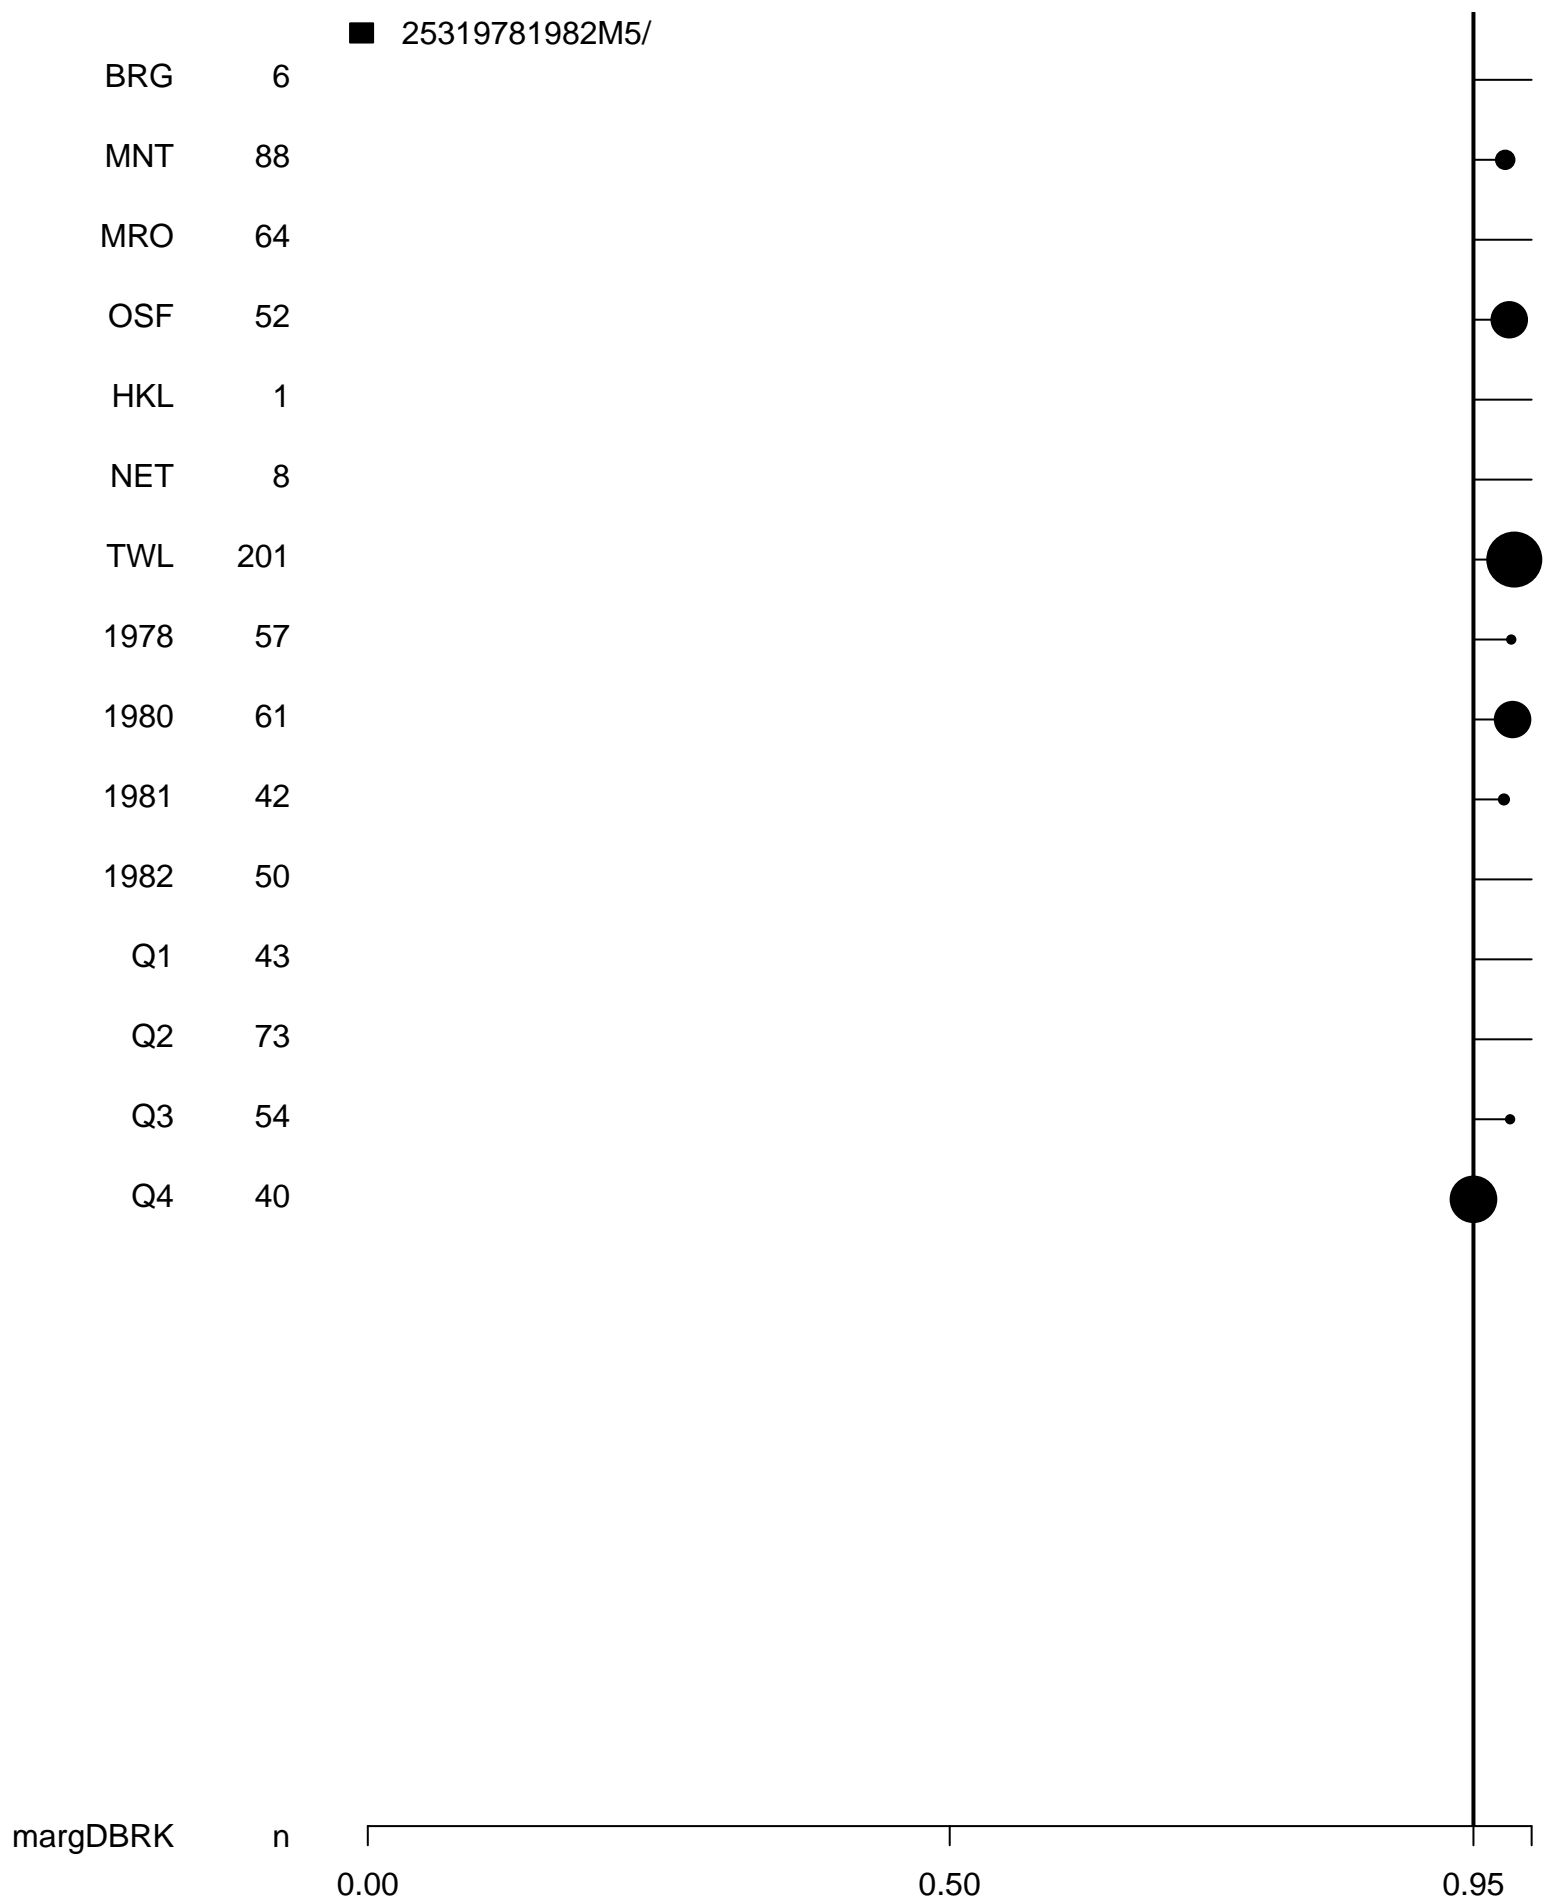 25319781982M5/
BRG 6
MNT 88
MRO 64
OSF 52
HKL 1
NET 8
TWL 201
1978 57
1980 61
1981 42
1982 50
Q1 43
Q2 73
Q3 54
Q4 40
margDBRK n
0.00 0.50 0.95